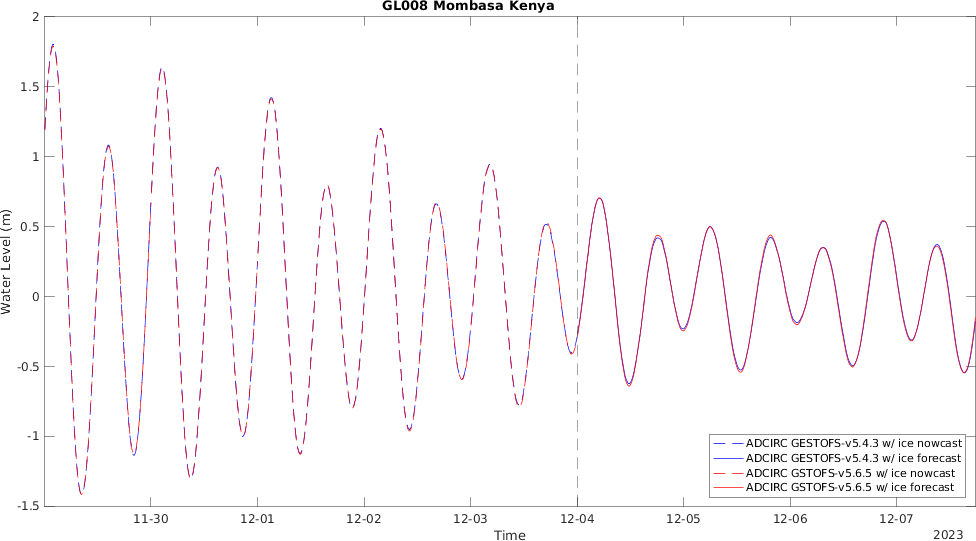 GL008 Mombasa Kenya
2
1.5
1
0.5
0
-0.5
-1
-1.5
Water Level (m)
11-30
12-01
12-02
12-03
12-04
12-05
12-06
12-07
Time
2023
ADCIRC GESTOFS-v5.4.3 w/ ice nowcast
ADCIRC GESTOFS-v5.4.3 w/ ice forecast
ADCIRC GSTOFS-v5.6.5 w/ ice nowcast
ADCIRC GSTOFS-v5.6.5 w/ ice forecast